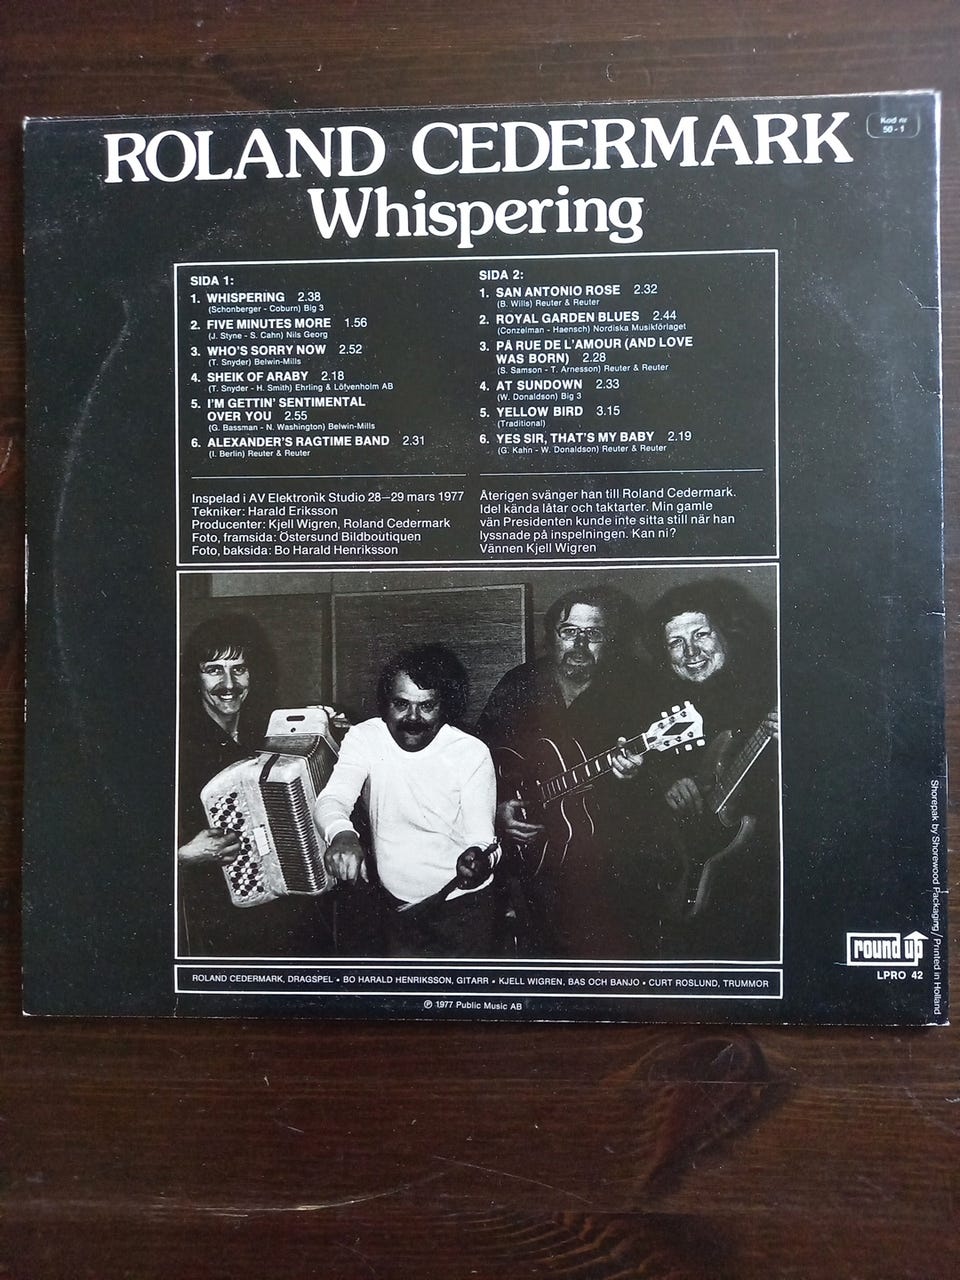 ROLAND CEDERMARK
Kod nr
50 - 1
Whispering
SIDA 1:
1. WHISPERING 2.38
(Schonberger - Coburn) Big 3
2. FIVE MINUTES MORE 1.56
(J. Styne - S. Cahn) Nils Georg
3. WHO'S SORRY NOW 2.52
(T. Snyder) Belwin-Mills
4. SHEIK OF ARABY 2.18
(T. Snyder - H. Smith) Ehrling & Löfvenholm AB
5. I'M GETTIN' SENTIMENTAL
OVER YOU 2.55
(G. Bassman - N. Washington) Belwin-Mills
6. ALEXANDER'S RAGTIME BAND 2.31
(I. Berlin) Reuter & Reuter
SIDA 2:
1. SAN ANTONIO ROSE 2.32
(B. Wills) Reuter & Reuter
2. ROYAL GARDEN BLUES 2.44
(Conzelman - Haensch) Nordiska Musikförlaget
3. PÅ RUE DE L'AMOUR (AND LOVE
WAS BORN) 2.28
(S. Samson - T. Arnesson) Reuter & Reuter
4. AT SUNDOWN 2.33
(W. Donaldson) Big 3
5. YELLOW BIRD 3.15
(Traditional)
6. YES SIR, THAT'S MY BABY 2.19
(G. Kahn - W. Donaldson) Reuter & Reuter
Inspelad i AV Elektronik Studio 28—29 mars 1977
Tekniker: Harald Eriksson
Producenter: Kjell Wigren, Roland Cedermark
Foto, framsida: Östersund Bildboutiquen
Foto, baksida: Bo Harald Henriksson
Återigen svänger han till Roland Cedermark.
Idel kända låtar och taktarter. Min gamle
vän Presidenten kunde inte sitta still när han
lyssnade på inspelningen. Kan ni?
Vännen Kjell Wigren
ROLAND CEDERMARK, DRAGSPEL • BO HARALD HENRIKSSON, GITARR • KJELL WIGREN, BAS OCH BANJO • CURT ROSLUND, TRUMMOR
℗ 1977 Public Music AB
round up
LPRO 42
Shorepak by Shorewood Packaging/Printed in Holland